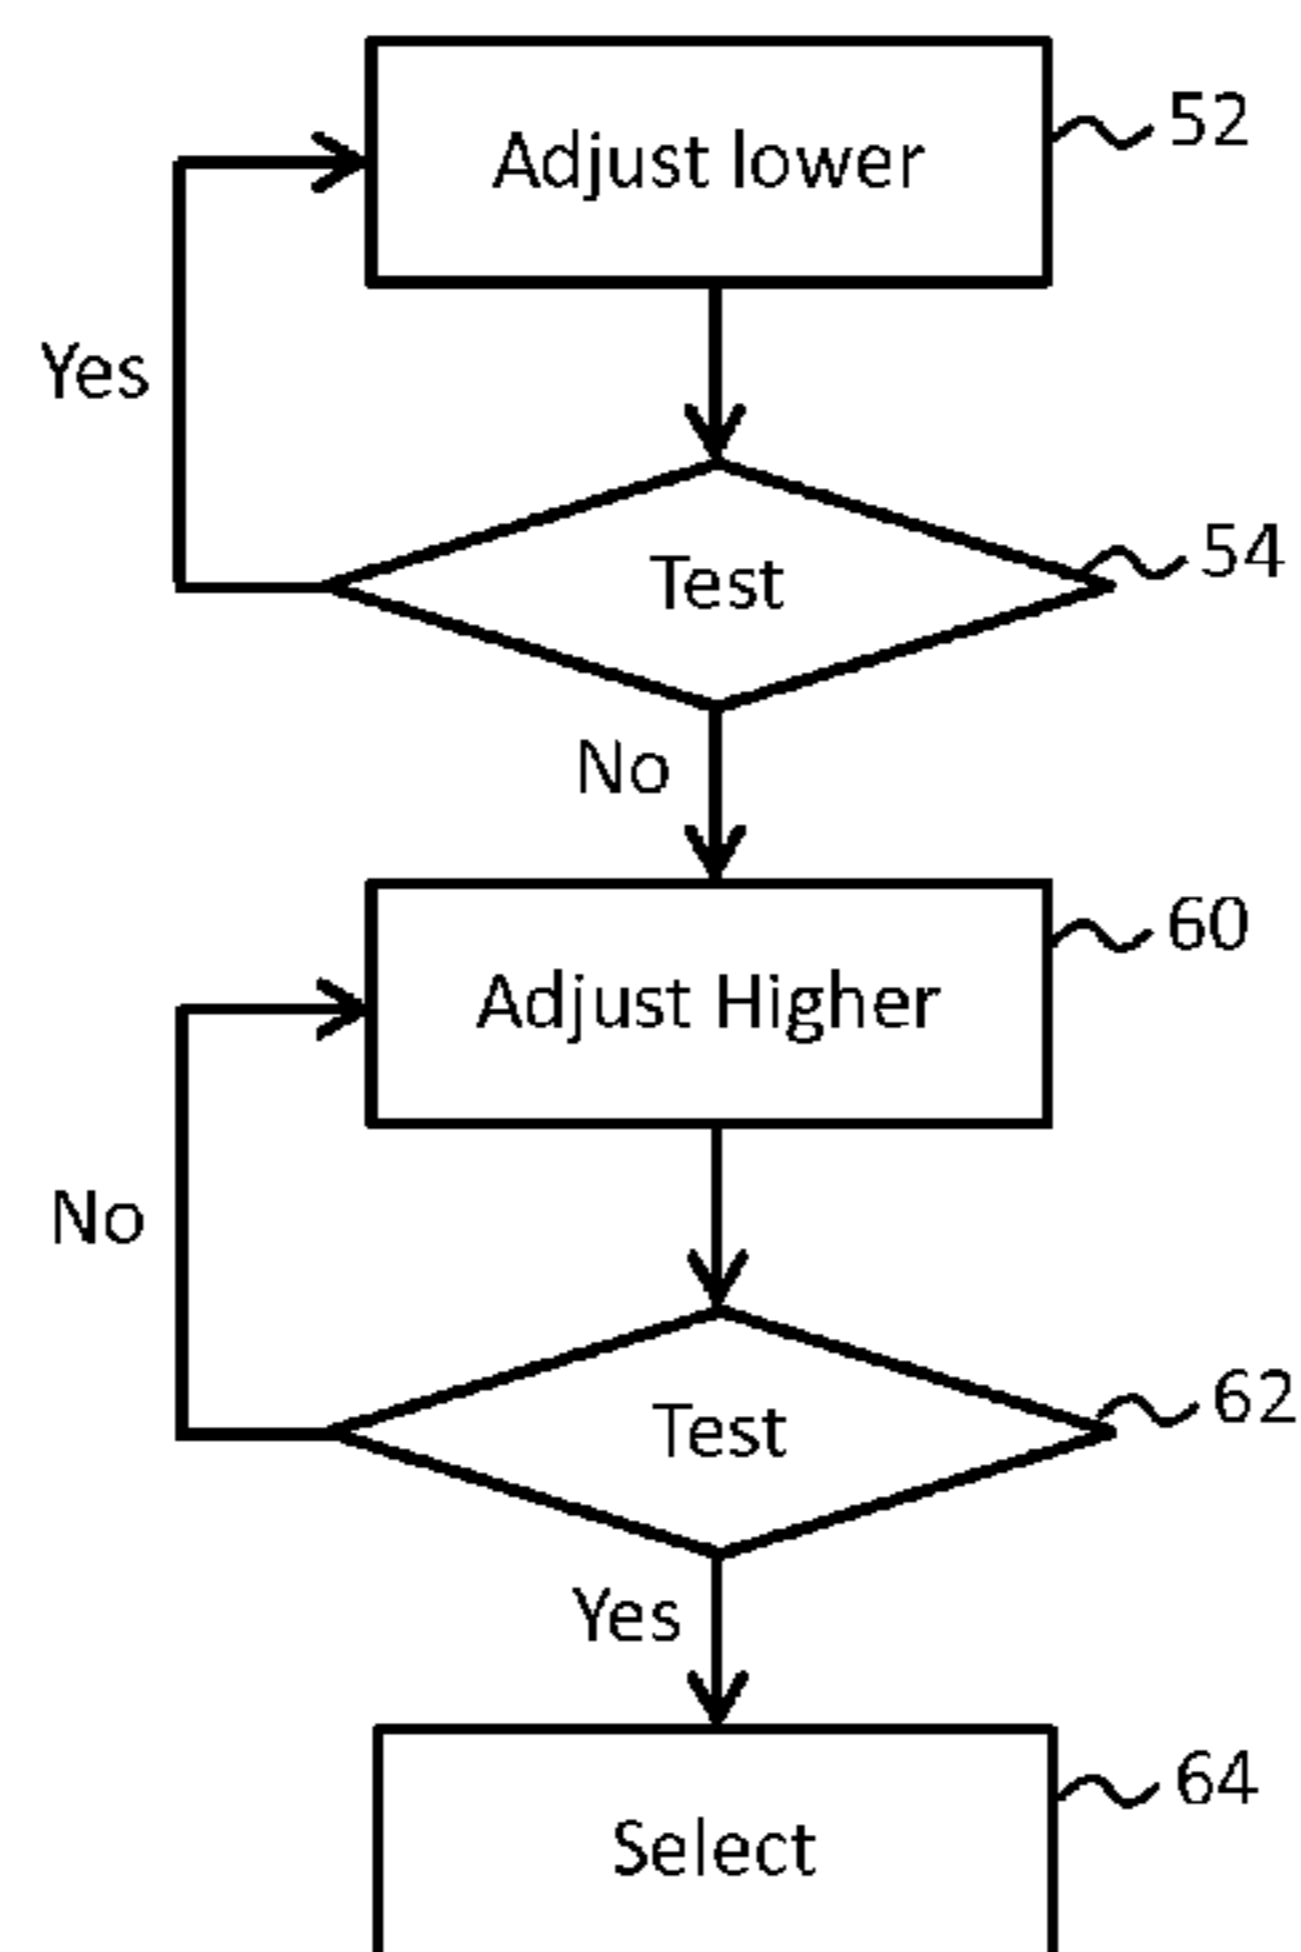 52
Adjust lower
Yes
54
Test
No
60
Adjust Higher
No
62
Test
Yes
64
Select